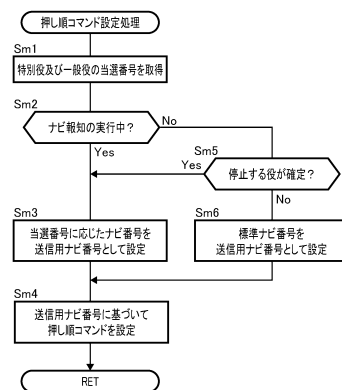 押し順コマンド設定処理
Sm1
特別役及び一般役の当選番号を取得
Sm2
ナビ報知の実行中？
No
Yes
Sm5
Yes
停止する役が確定？
No
Sm3
当選番号に応じたナビ番号を
送信用ナビ番号として設定
Sm6
標準ナビ番号を
送信用ナビ番号として設定
Sm4
送信用ナビ番号に基づいて
押し順コマンドを設定
RET